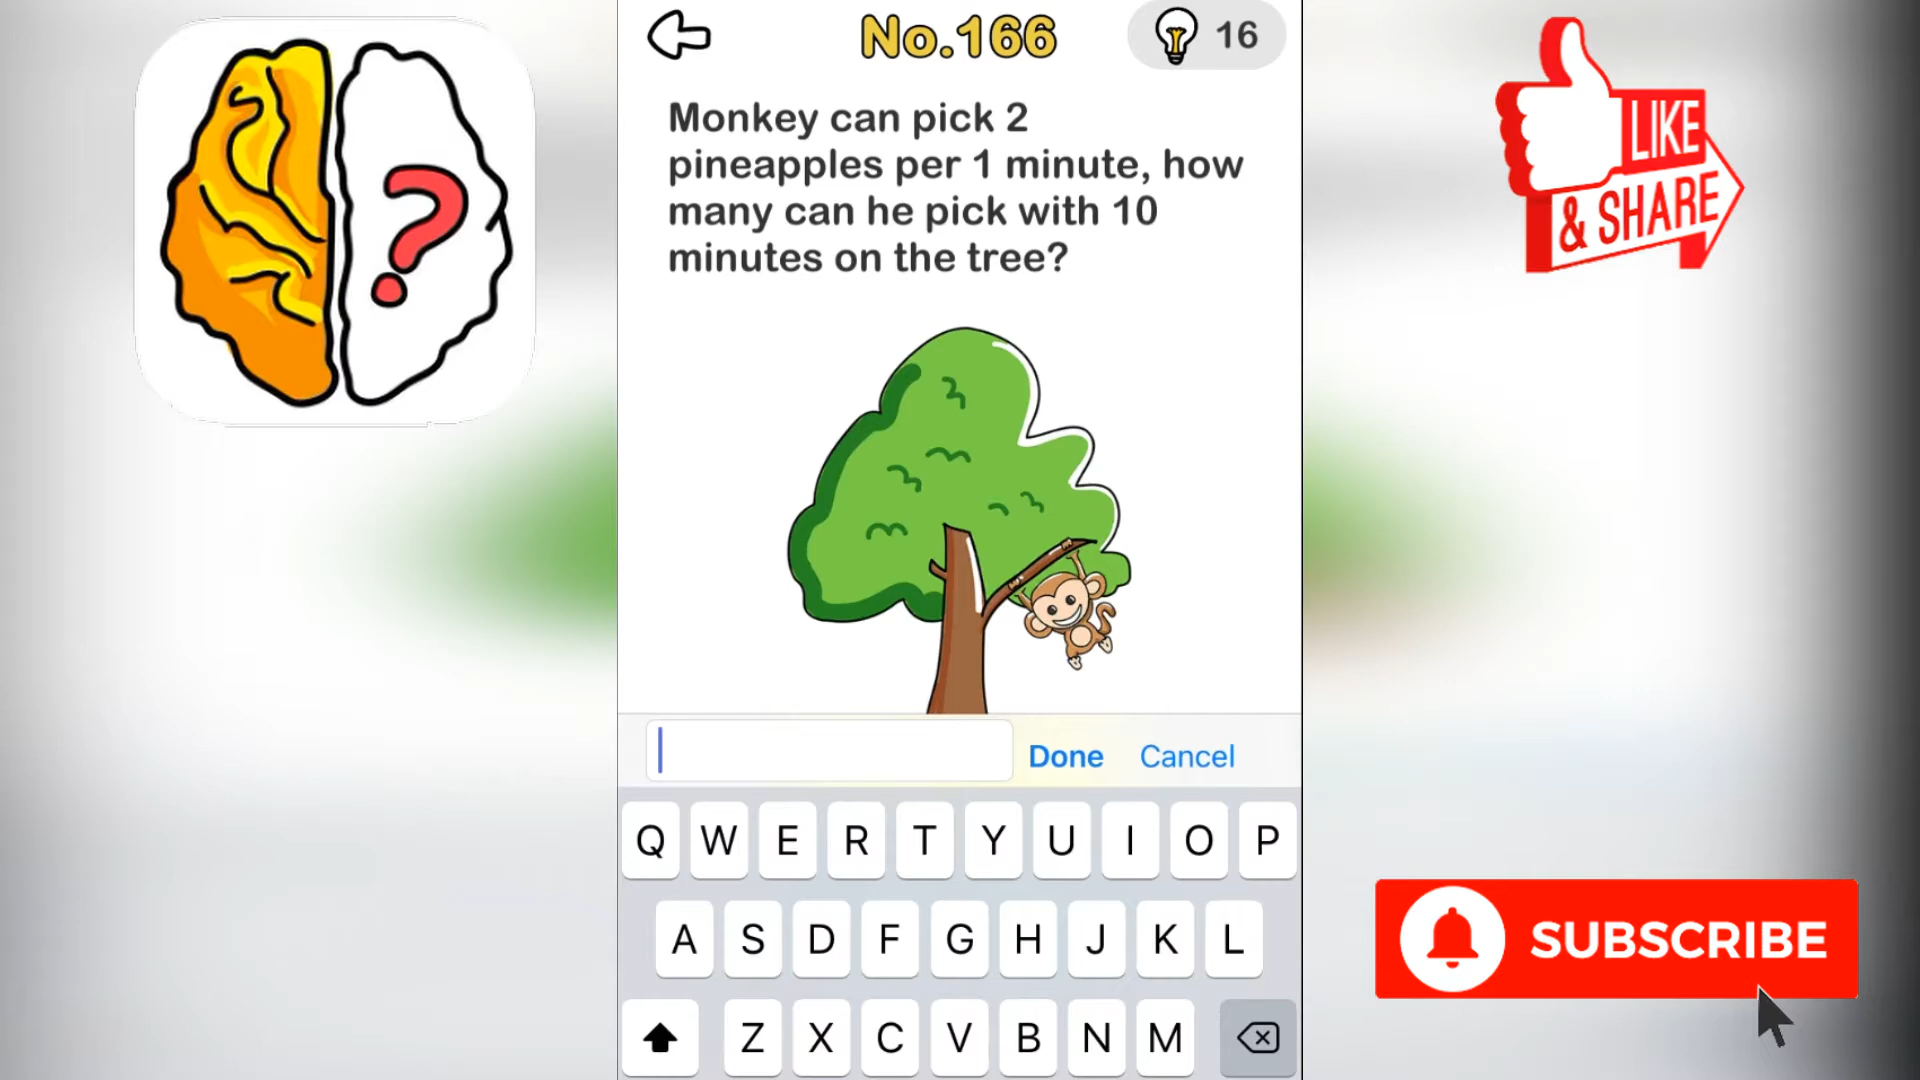 No.166
16
Monkey can pick 2
pineapples per 1 minute, how
many can he pick with 10
minutes on the tree?
LIKE
& SHARE
Done Cancel
Q W E R T Y U I O P
A S D F G H J K L
Z X C V B N M
SUBSCRIBE